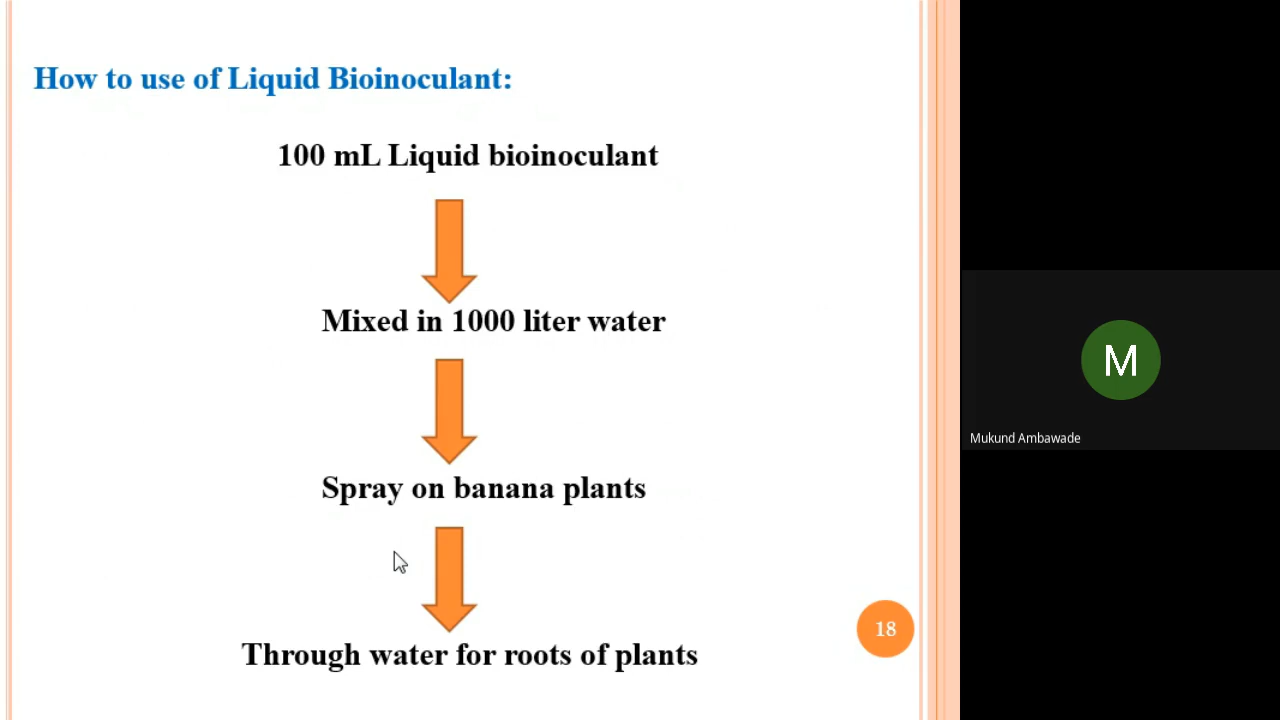 How to use of Liquid Bioinoculant:
100 mL Liquid bioinoculant
Mixed in 1000 liter water
Spray on banana plants
Through water for roots of plants
18
M
Mukund Ambawade